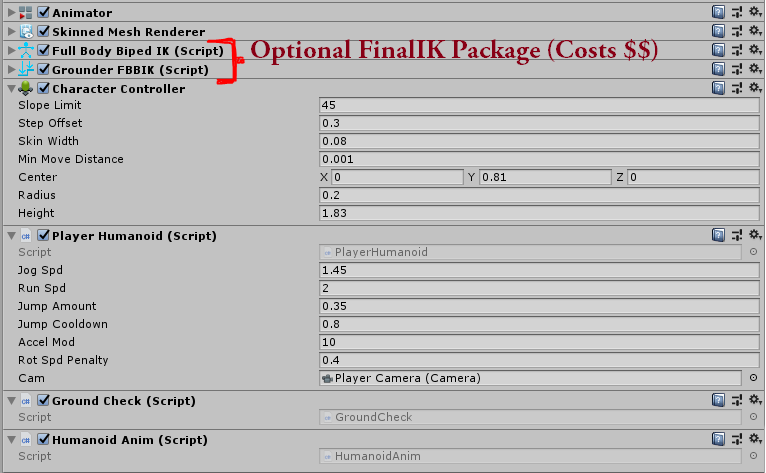 Animator
Skinned Mesh Renderer
Full Body Biped IK (Script)
Optional FinalIK Package (Costs $$)
Grounder FBBIK (Script)
Character Controller
Slope Limit 45
Step Offset 0.3
Skin Width 0.08
Min Move Distance 0.001
Center X 0 Y 0.81 Z 0
Radius 0.2
Height 1.83
Player Humanoid (Script)
Script PlayerHumanoid
Jog Spd 1.45
Run Spd 2
Jump Amount 0.35
Jump Cooldown 0.8
Accel Mod 10
Rot Spd Penalty 0.4
Cam Player Camera (Camera)
Ground Check (Script)
Script GroundCheck
Humanoid Anim (Script)
Script HumanoidAnim